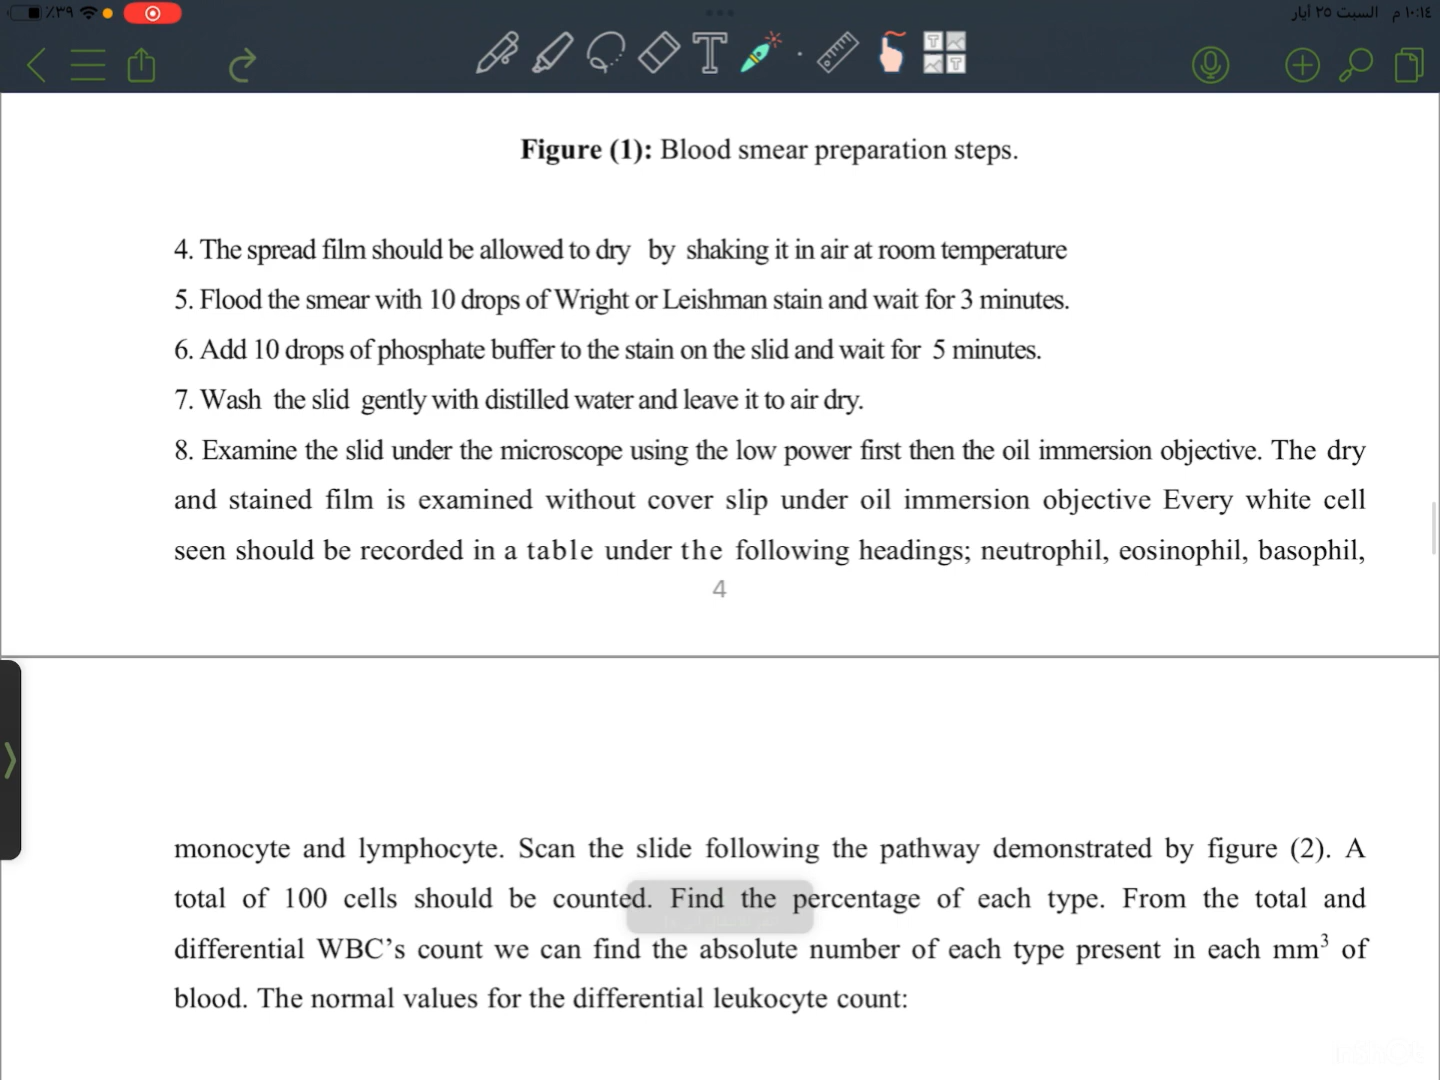 ٪٣٩
١٠:١٤ م السبت ٢٥ أيار
Figure (1): Blood smear preparation steps.
4. The spread film should be allowed to dry by shaking it in air at room temperature
5. Flood the smear with 10 drops of Wright or Leishman stain and wait for 3 minutes.
6. Add 10 drops of phosphate buffer to the stain on the slid and wait for 5 minutes.
7. Wash the slid gently with distilled water and leave it to air dry.
8. Examine the slid under the microscope using the low power first then the oil immersion objective. The dry
and stained film is examined without cover slip under oil immersion objective Every white cell
seen should be recorded in a table under the following headings; neutrophil, eosinophil, basophil,
4
monocyte and lymphocyte. Scan the slide following the pathway demonstrated by figure (2). A
total of 100 cells should be counted. Find the percentage of each type. From the total and
differential WBC’s count we can find the absolute number of each type present in each mm³ of
blood. The normal values for the differential leukocyte count: